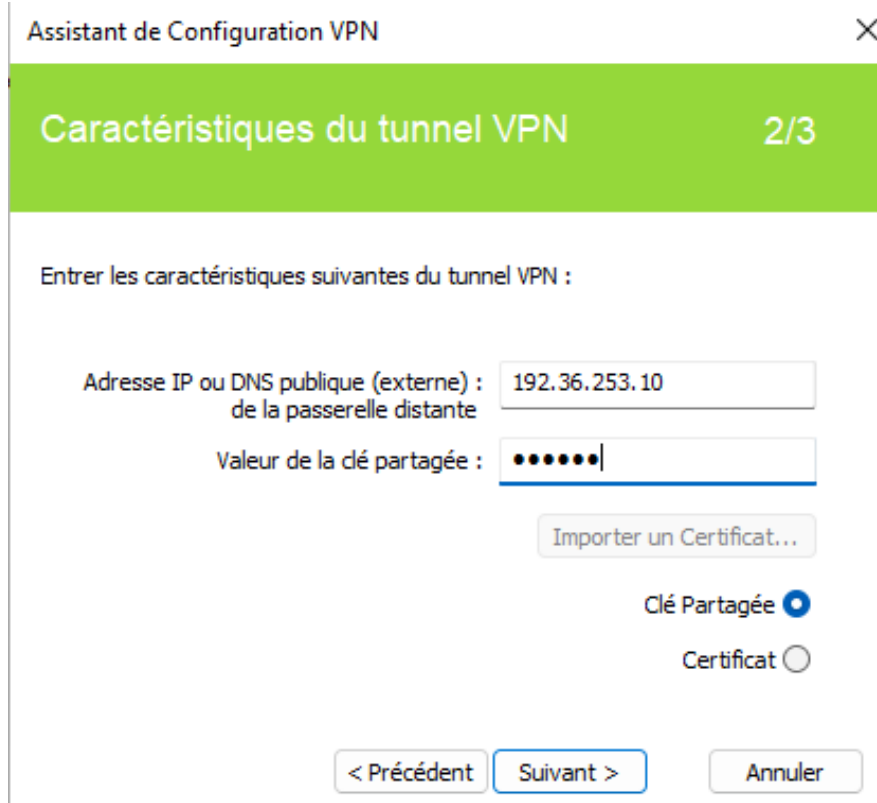 Assistant de Configuration VPN
Caractéristiques du tunnel VPN 2/3
Entrer les caractéristiques suivantes du tunnel VPN :
Adresse IP ou DNS publique (externe) : 192.36.253.10
de la passerelle distante
Valeur de la clé partagée : ●●●●●●
Importer un Certificat...
Clé Partagée
Certificat
< Précédent Suivant > Annuler